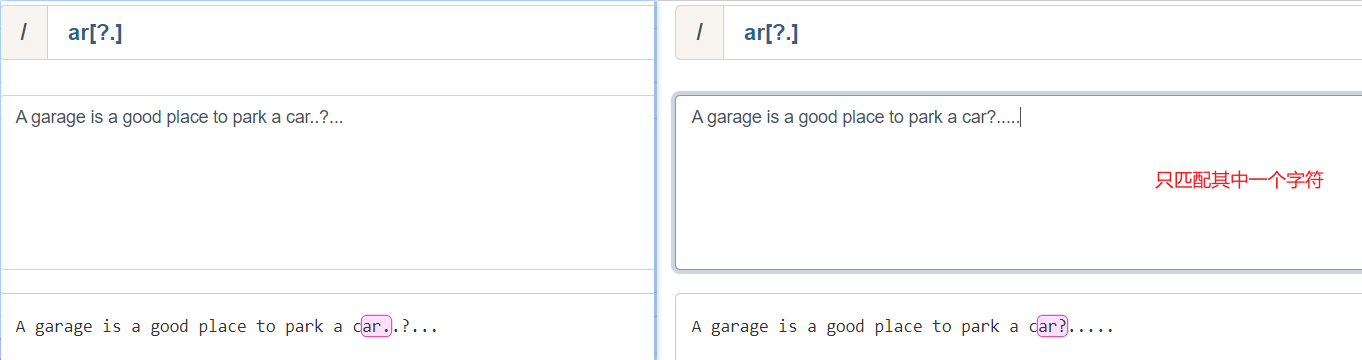 / ar[?.]
A garage is a good place to park a car..?...
A garage is a good place to park a car..?...
/ ar[?.]
A garage is a good place to park a car?.....
只匹配其中一个字符
A garage is a good place to park a car?.....